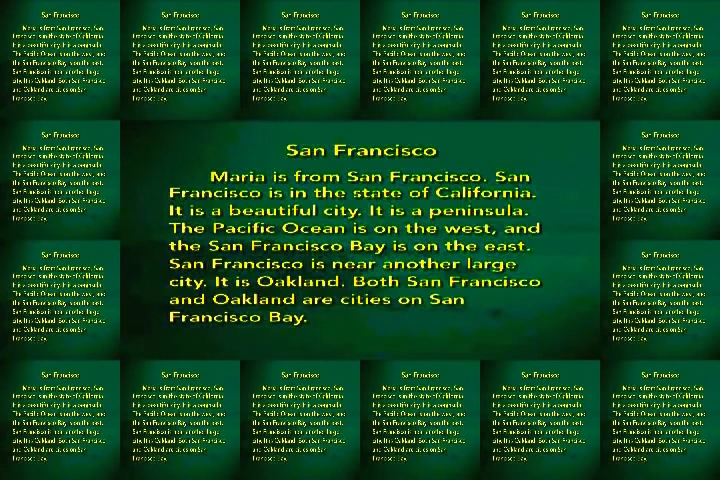 San Francisco
Maria is from San Francisco. San
Francisco is in the state of California.
It is a beautiful city. It is a peninsula.
The Pacific Ocean is on the west, and
the San Francisco Bay is on the east.
San Francisco is near another large
city. It is Oakland. Both San Francisco
and Oakland are cities on San
Francisco Bay.